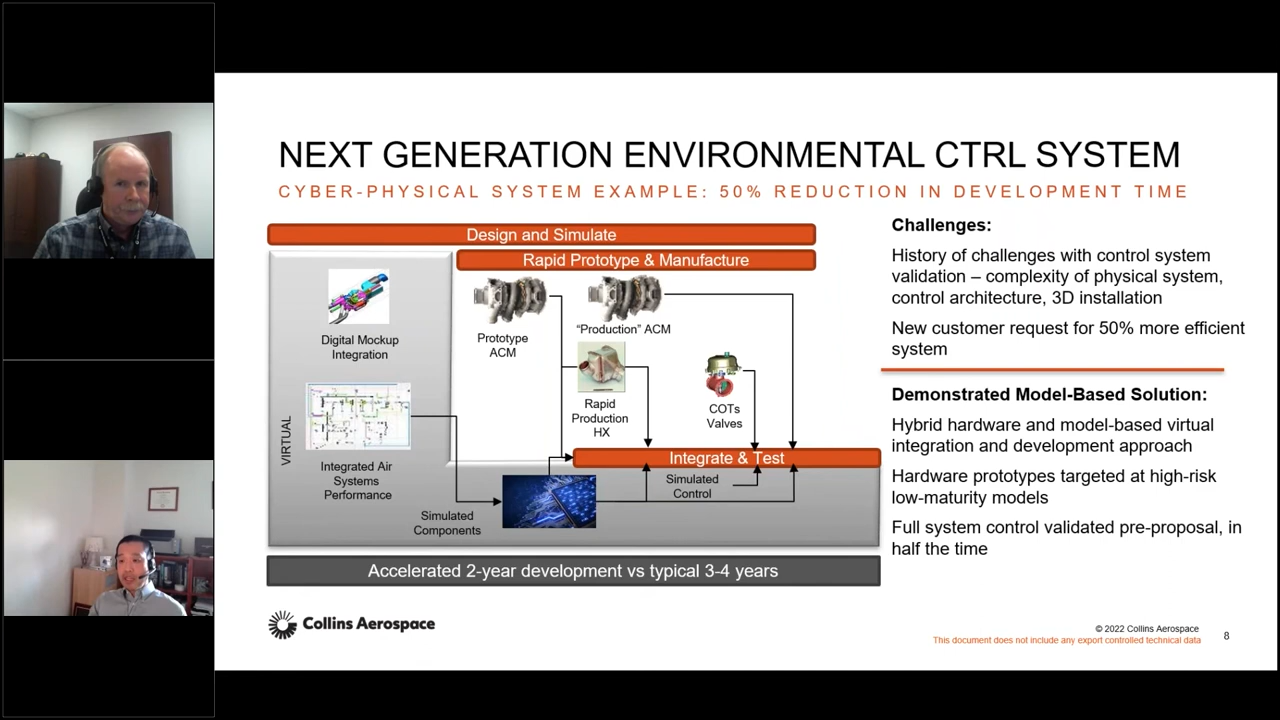 NEXT GENERATION ENVIRONMENTAL CTRL SYSTEM
CYBER-PHYSICAL SYSTEM EXAMPLE: 50% REDUCTION IN DEVELOPMENT TIME
Design and Simulate
Rapid Prototype & Manufacture
Digital Mockup
Integration
Prototype
ACM
“Production” ACM
Rapid
Production
HX
COTs
Valves
VIRTUAL
Integrated Air
Systems
Performance
Integrate & Test
Simulated
Control
Simulated
Components
Accelerated 2-year development vs typical 3-4 years
Challenges:
History of challenges with control system
validation – complexity of physical system,
control architecture, 3D installation
New customer request for 50% more efficient
system
Demonstrated Model-Based Solution:
Hybrid hardware and model-based virtual
integration and development approach
Hardware prototypes targeted at high-risk
low-maturity models
Full system control validated pre-proposal, in
half the time
Collins Aerospace
© 2022 Collins Aerospace
This document does not include any export controlled technical data
8